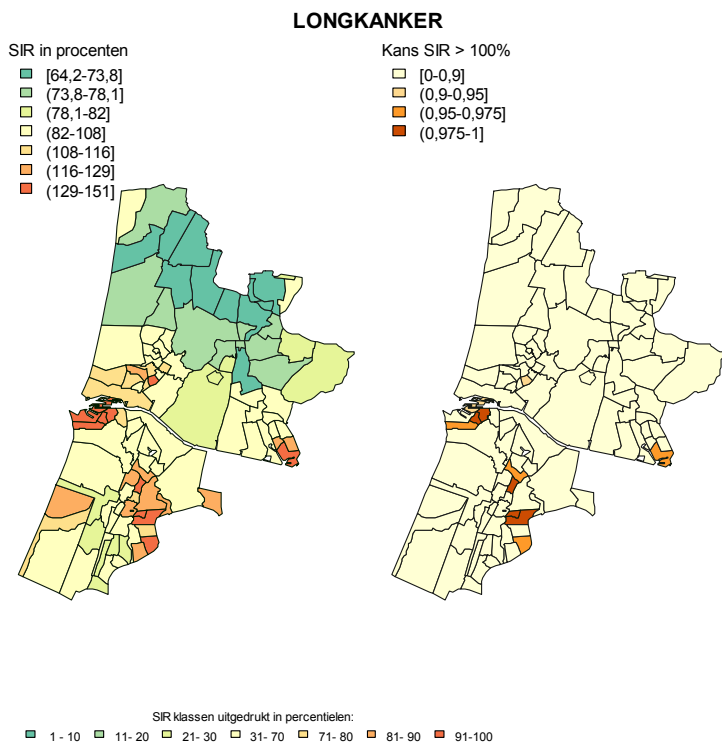 LONGKANKER
SIR in procenten
[64,2-73,8]
(73,8-78,1]
(78,1-82]
(82-108]
(108-116]
(116-129]
(129-151]
Kans SIR > 100%
[0-0,9]
(0,9-0,95]
(0,95-0,975]
(0,975-1]
SIR klassen uitgedrukt in percentielen:
1 - 10 11- 20 21- 30 31- 70 71- 80 81- 90 91-100